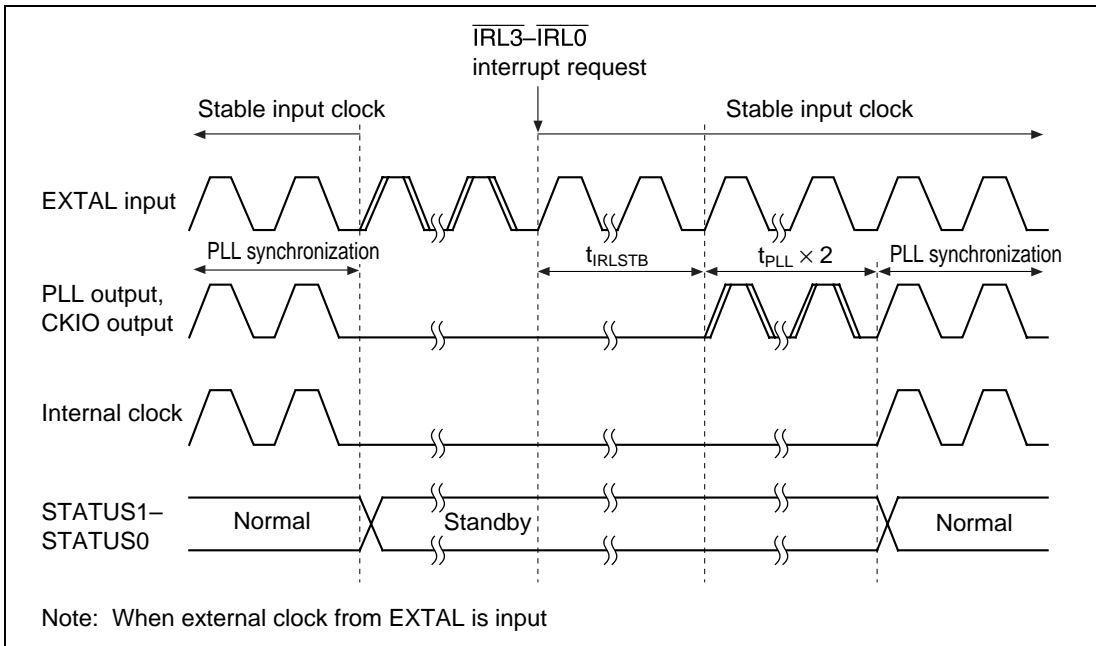 IRL3–IRL0
interrupt request
Stable input clock
Stable input clock
EXTAL input
PLL synchronization
tIRLSTB
tPLL × 2
PLL synchronization
PLL output,
CKIO output
Internal clock
STATUS1–
STATUS0
Normal
Standby
Normal
Note: When external clock from EXTAL is input